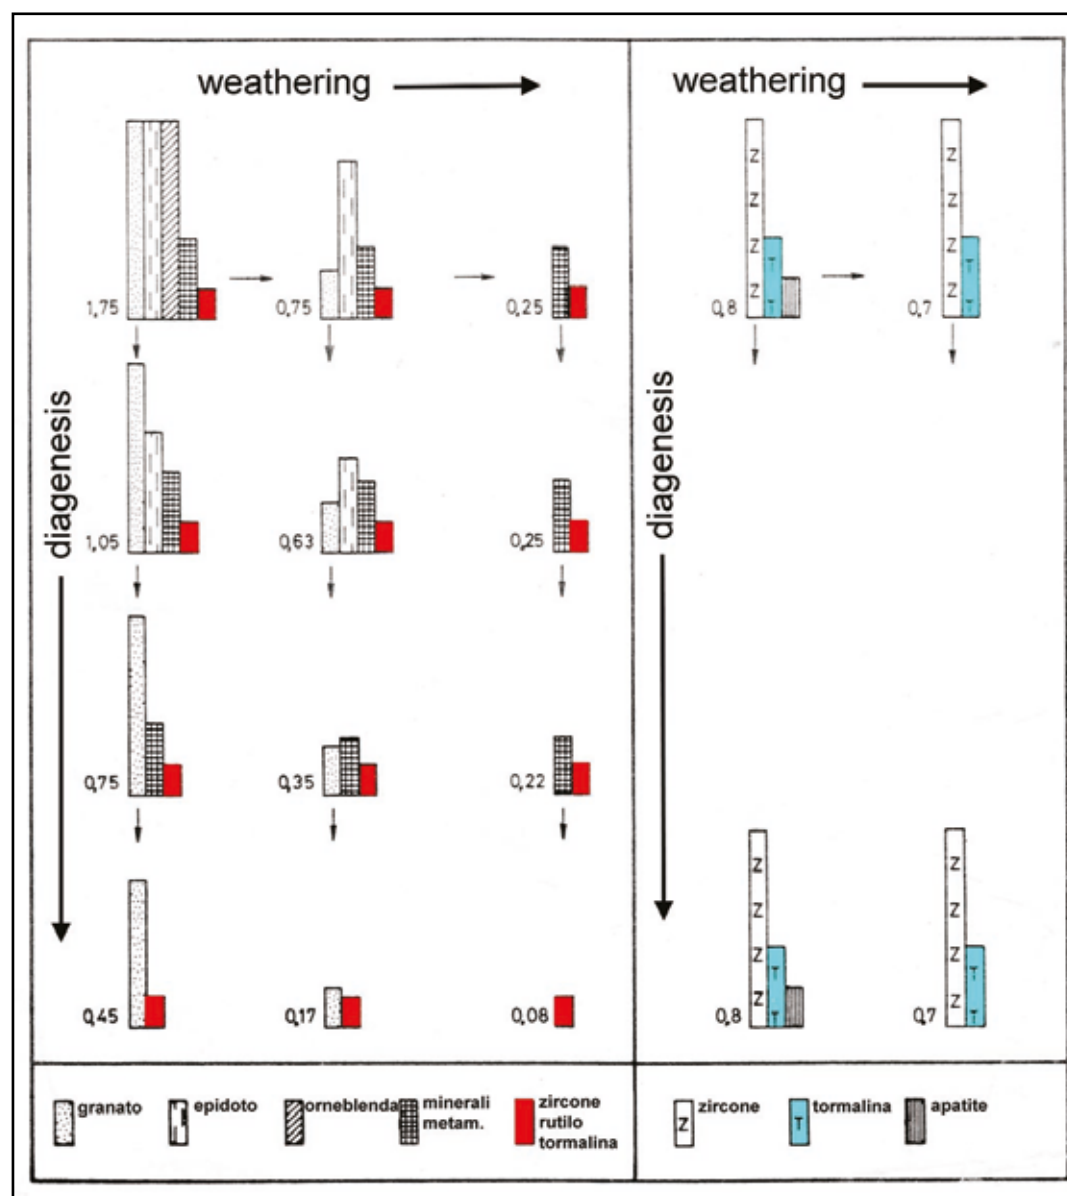 weathering
weathering
1,75
0,75
0,25
Z
Z
Z
Z
T
T
0,8
Z
Z
Z
Z
T
T
0,7
diagenesis
diagenesis
1,05
0,63
0,25
0,75
0,35
0,22
0,45
0,17
0,08
Z
Z
Z
Z
T
T
0,8
Z
Z
Z
Z
T
T
0,7
granato
epidoto
orneblenda
minerali
metam.
zircone
rutilo
tormalina
Z
zircone
T
tormalina
apatite